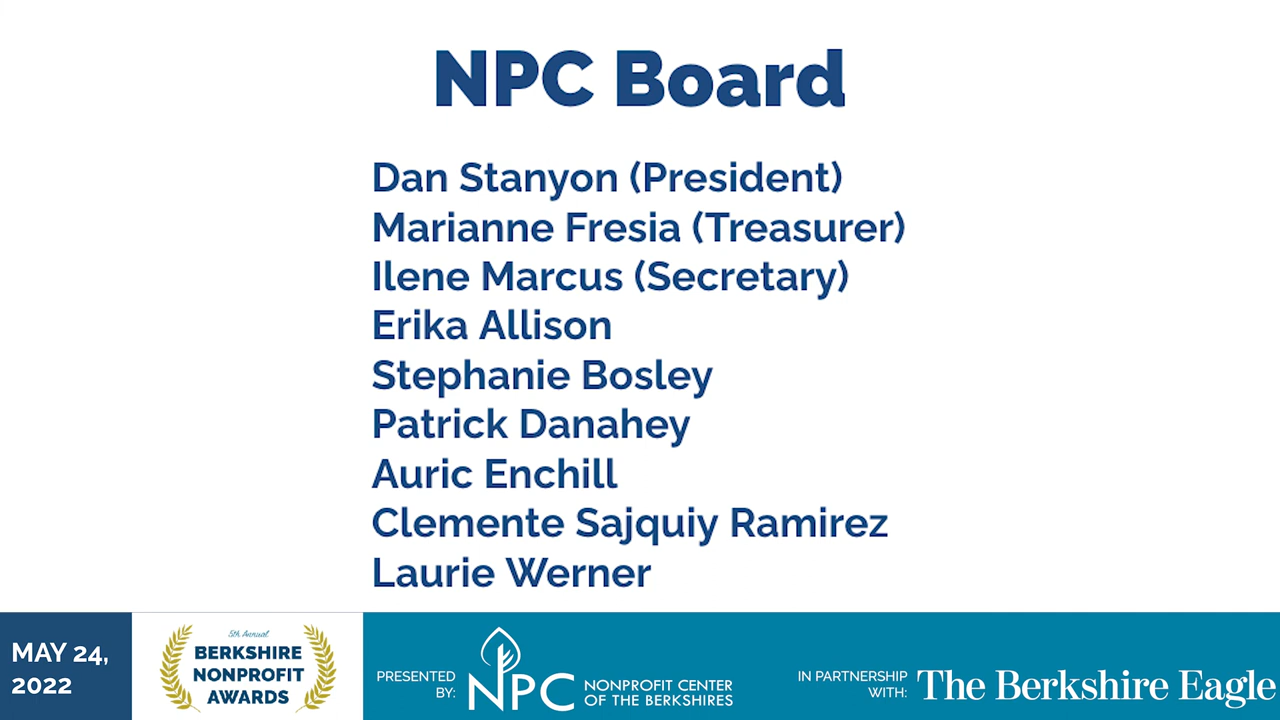 NPC Board
Dan Stanyon (President)
Marianne Fresia (Treasurer)
Ilene Marcus (Secretary)
Erika Allison
Stephanie Bosley
Patrick Danahey
Auric Enchill
Clemente Sajquiy Ramirez
Laurie Werner
MAY 24,
2022
5th Annual
BERKSHIRE
NONPROFIT
AWARDS
PRESENTED
BY:
NPC
NONPROFIT CENTER
OF THE BERKSHIRES
IN PARTNERSHIP
WITH:
The Berkshire Eagle